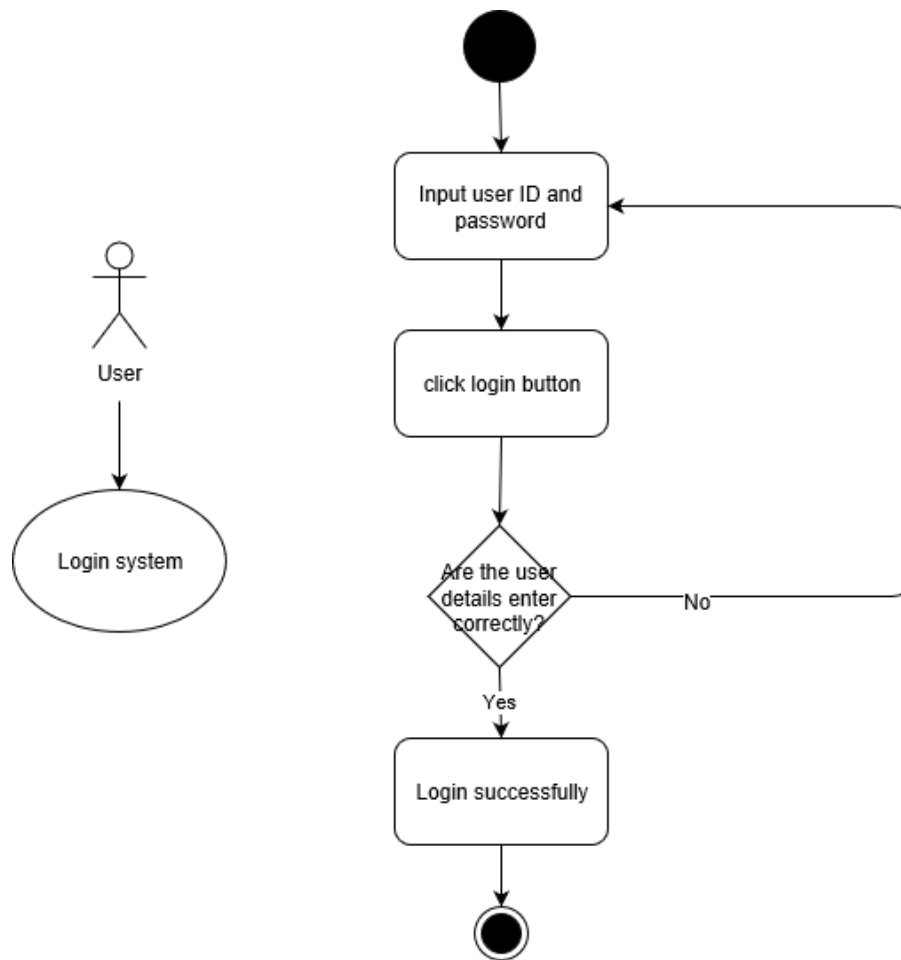 Input user ID and
password
User
click login button
Login system
Are the user
details enter
correctly?
No
Yes
Login successfully